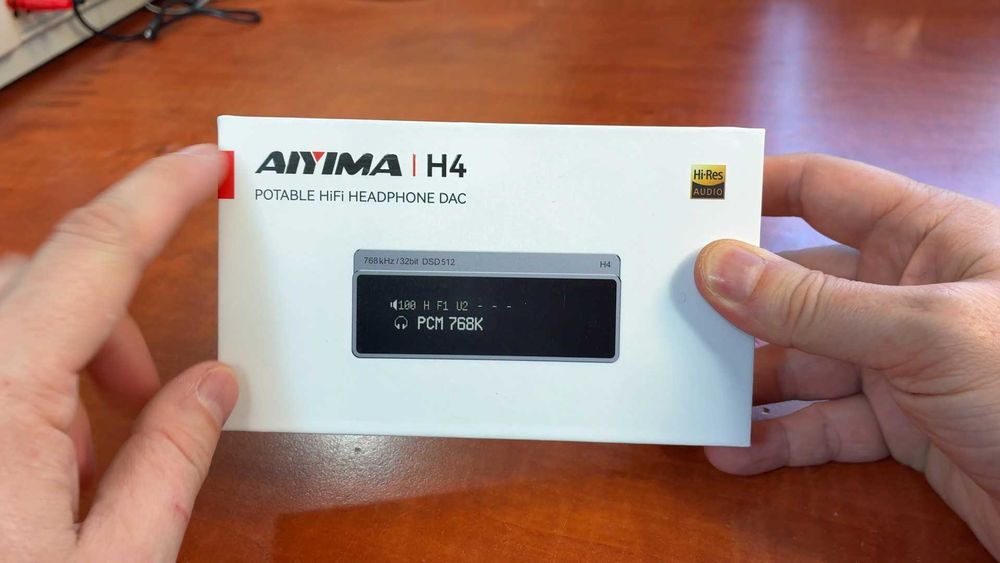 AIYIMA | H4
POTABLE HiFi HEADPHONE DAC
Hi-Res
AUDIO
768kHz/32bit DSD512
H4
100 H F1 U2 - - -
PCM 768K